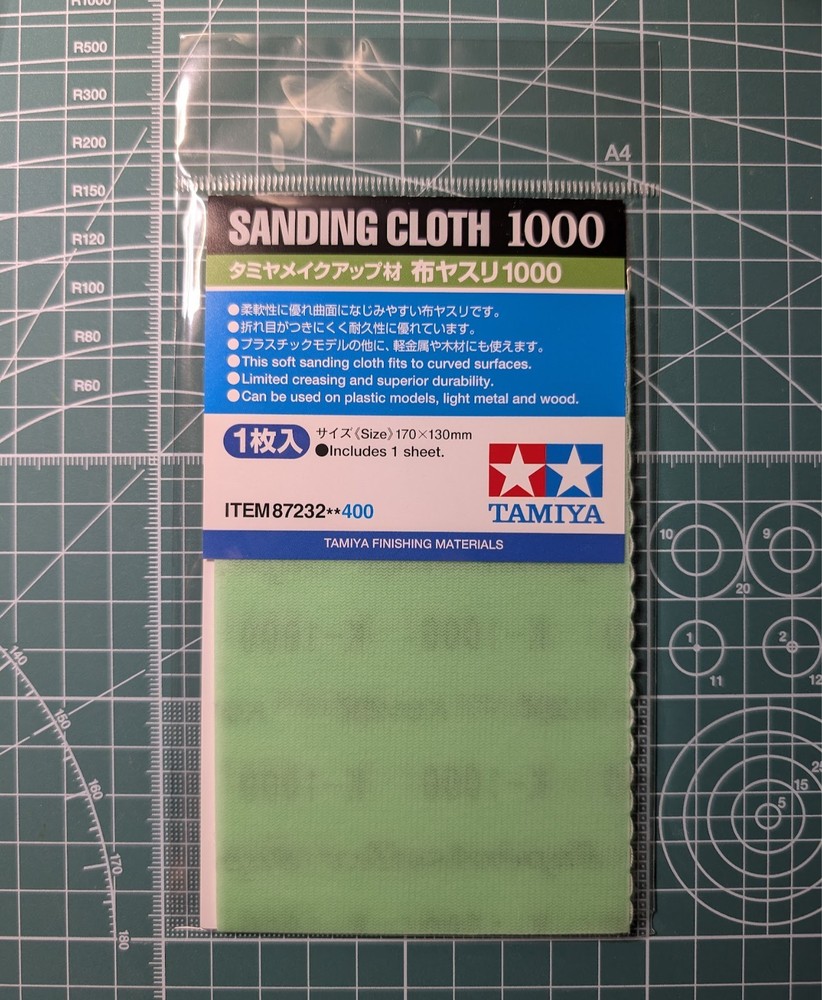 R1000
R500
R300
R200
R150
R120
R100
R80
R60
A4
SANDING CLOTH 1000
タミヤメイクアップ材 布ヤスリ1000
●柔軟性に優れ曲面になじみやすい布ヤスリです。
●折れ目がつきにくく耐久性に優れています。
●プラスチックモデルの他に、軽金属や木材にも使えます。
●This soft sanding cloth fits to curved surfaces.
●Limited creasing and superior durability.
●Can be used on plastic models, light metal and wood.
1枚入
サイズ《Size》170×130mm
●Includes 1 sheet.
TAMIYA
ITEM 87232**400
TAMIYA FINISHING MATERIALS
K-1000 K-1000 K
K-1000 K-1000
10
9
20
1
2
11
12
140
150
160
170
180
25
15
5